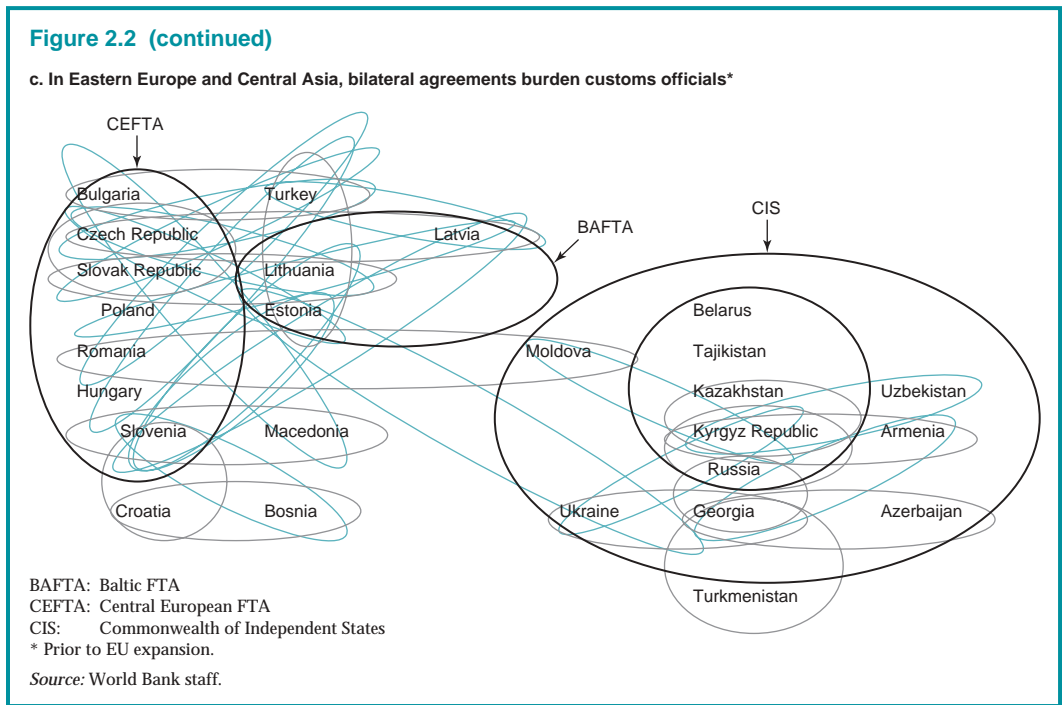 Figure 2.2 (continued)
c. In Eastern Europe and Central Asia, bilateral agreements burden customs officials*
CEFTA
Bulgaria
Turkey
CIS
Czech Republic
Latvia
BAFTA
Slovak Republic
Lithuania
Poland
Estonia
Belarus
Romania
Moldova
Tajikistan
Hungary
Kazakhstan
Uzbekistan
Slovenia
Macedonia
Kyrgyz Republic
Armenia
Russia
Croatia
Bosnia
Ukraine
Georgia
Azerbaijan
Turkmenistan
BAFTA: Baltic FTA
CEFTA: Central European FTA
CIS: Commonwealth of Independent States
* Prior to EU expansion.
Source: World Bank staff.